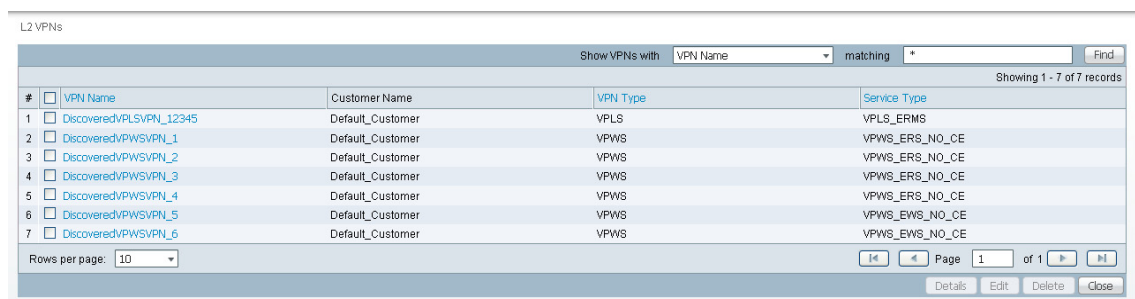 L2 VPNs
Show VPNs with VPN Name matching * Find
Showing 1 - 7 of 7 records
# VPN Name Customer Name VPN Type Service Type
1 DiscoveredVPLSVPN_12345 Default_Customer VPLS VPLS_ERMS
2 DiscoveredVPWSVPN_1 Default_Customer VPWS VPWS_ERS_NO_CE
3 DiscoveredVPWSVPN_2 Default_Customer VPWS VPWS_ERS_NO_CE
4 DiscoveredVPWSVPN_3 Default_Customer VPWS VPWS_ERS_NO_CE
5 DiscoveredVPWSVPN_4 Default_Customer VPWS VPWS_ERS_NO_CE
6 DiscoveredVPWSVPN_5 Default_Customer VPWS VPWS_EWS_NO_CE
7 DiscoveredVPWSVPN_6 Default_Customer VPWS VPWS_EWS_NO_CE
Rows per page: 10 Page 1 of 1
Details Edit Delete Close